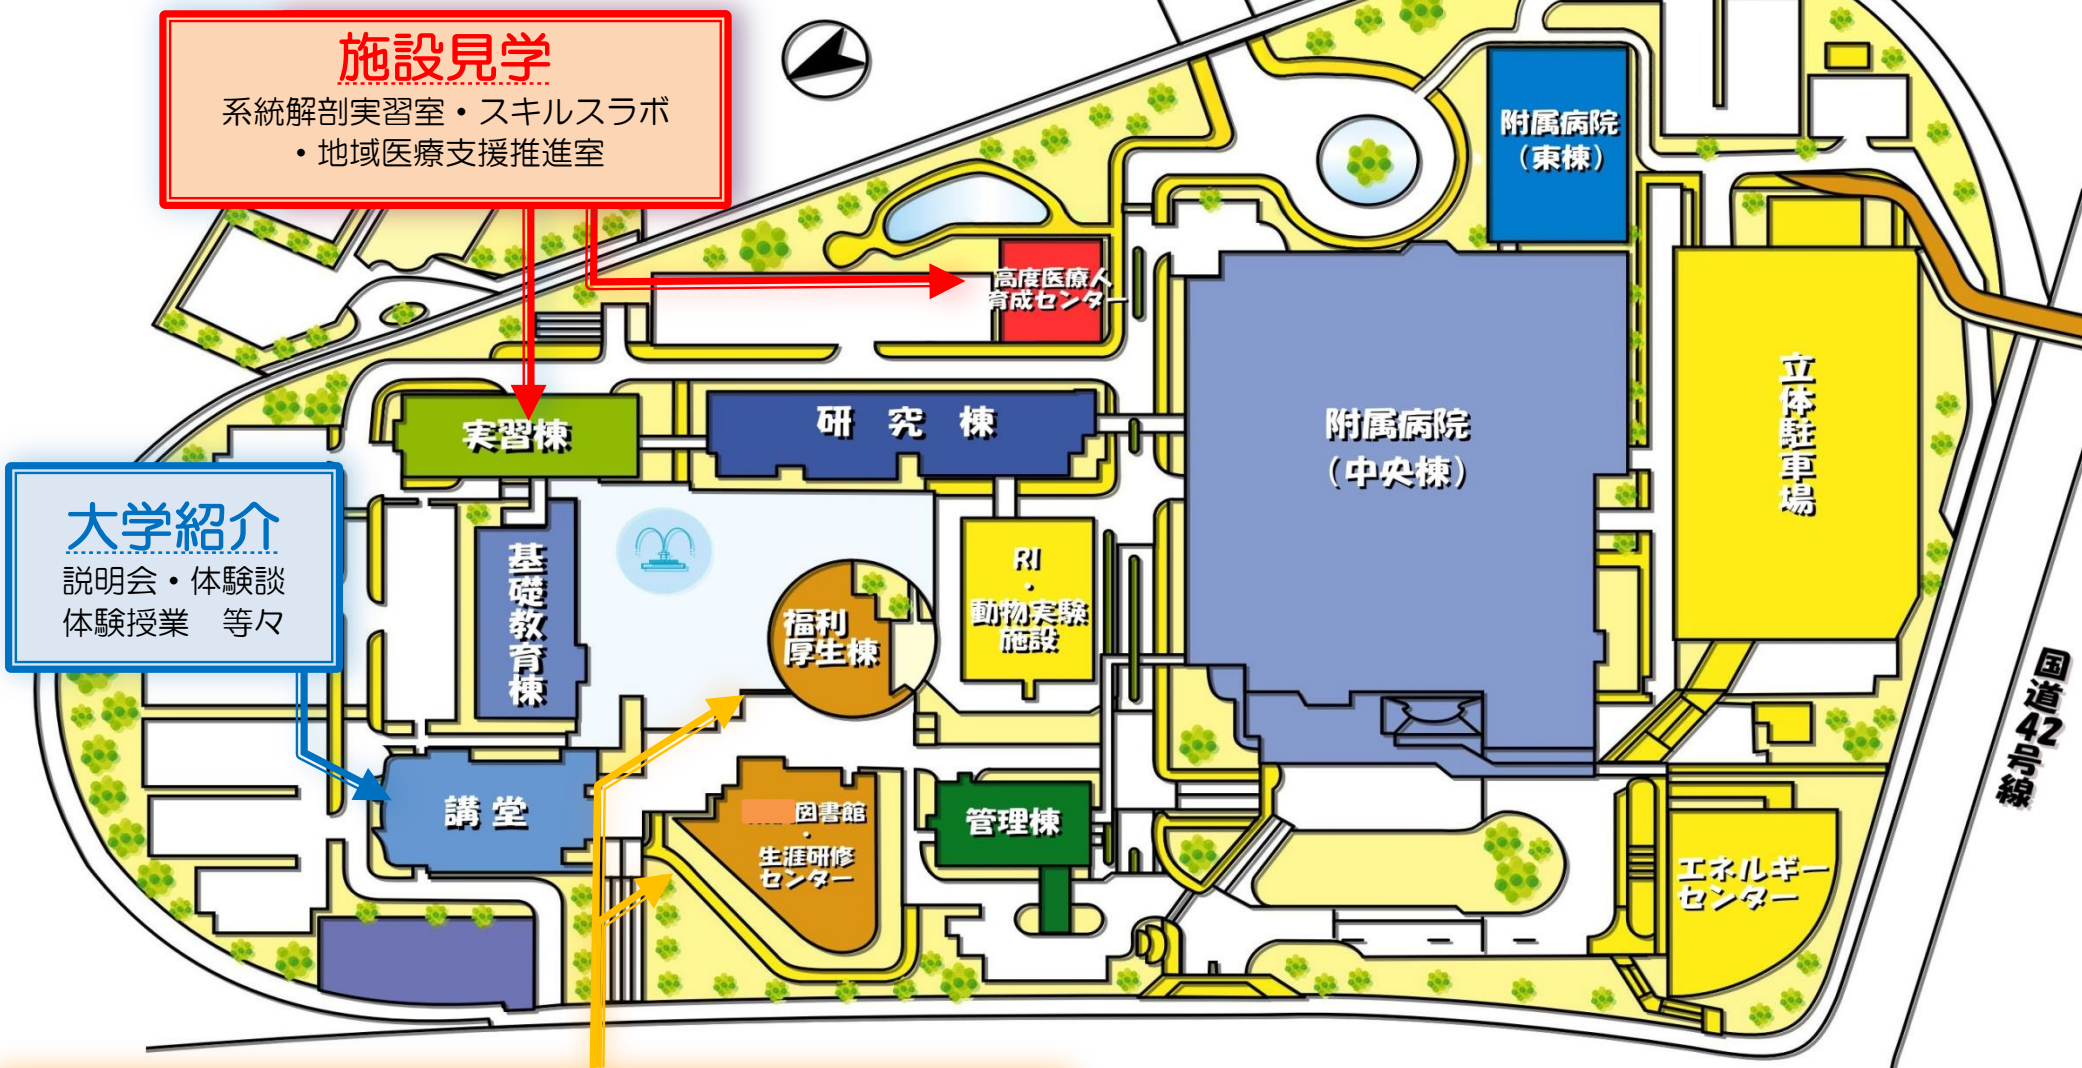 施設見学
系統解剖実習室・スキルスラボ
・地域医療支援推進室
附属病院
（東棟）
高度医療人
育成センター
立体駐車場
実習棟
研究棟
附属病院
（中央棟）
大学紹介
説明会・体験談
体験授業　等々
基礎教育棟
RI
・
動物実験
施設
福利
厚生棟
国道42号線
講堂
図書館
・
生涯研修
センター
管理棟
エネルギー
センター